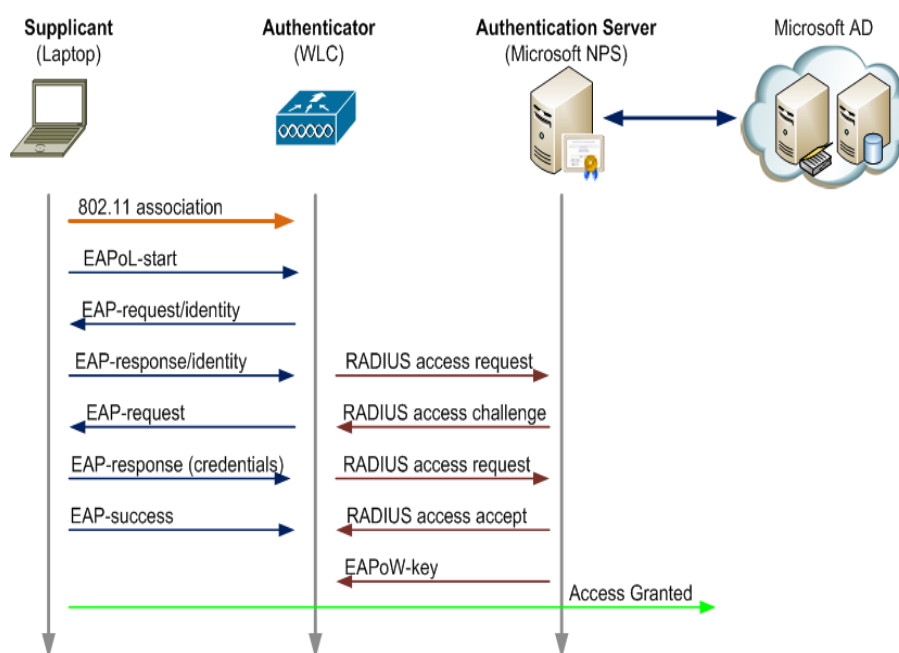 Supplicant
(Laptop)
Authenticator
(WLC)
Authentication Server
(Microsoft NPS)
Microsoft AD
802.11 association
EAPoL-start
EAP-request/identity
EAP-response/identity
RADIUS access request
EAP-request
RADIUS access challenge
EAP-response (credentials)
RADIUS access request
EAP-success
RADIUS access accept
EAPoW-key
Access Granted